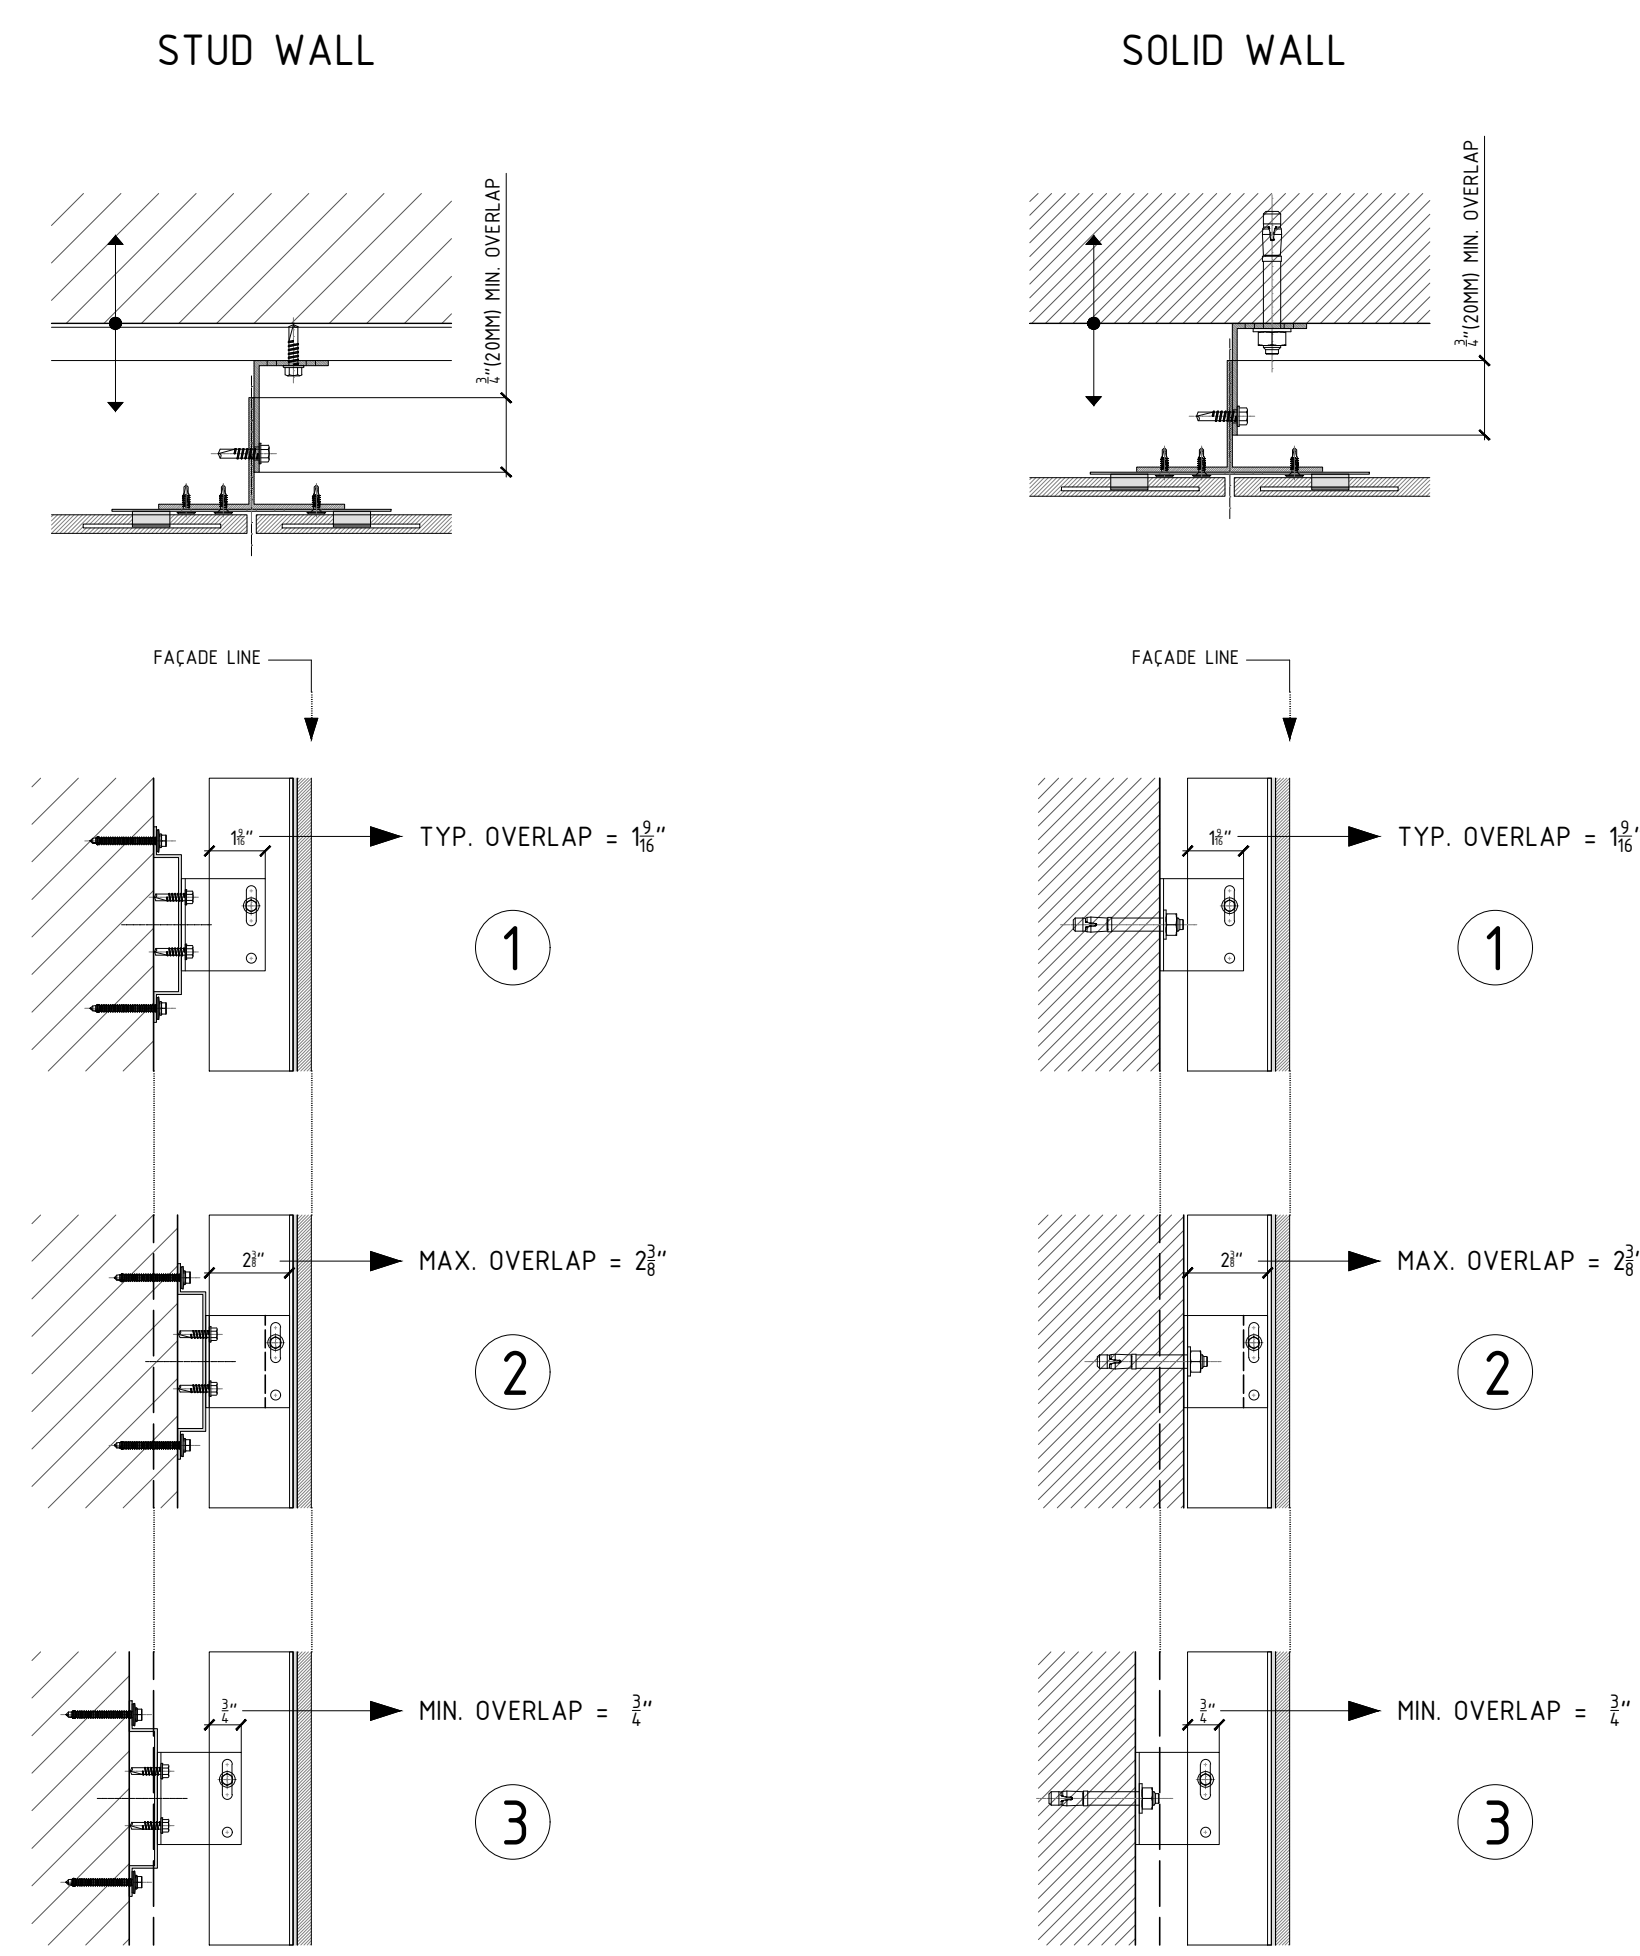 STUD WALL
SOLID WALL
3/4"(20MM) MIN. OVERLAP
3/4"(20MM) MIN. OVERLAP
FAÇADE LINE
FAÇADE LINE
1 9/16"
TYP. OVERLAP = 1 9/16"
1 9/16"
TYP. OVERLAP = 1 9/16"
1
1
2 3/8"
MAX. OVERLAP = 2 3/8"
2 3/8"
MAX. OVERLAP = 2 3/8"
2
2
3/4"
MIN. OVERLAP = 3/4"
3/4"
MIN. OVERLAP = 3/4"
3
3